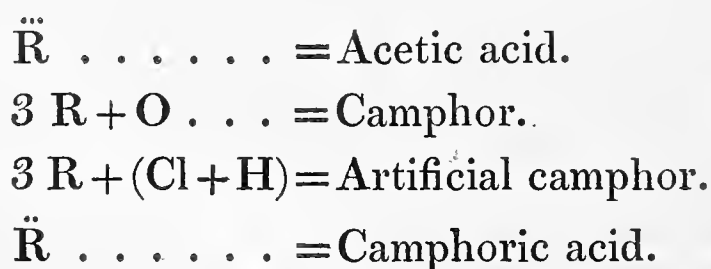 R⃛ . . . . . . =Acetic acid.
3 R+O . . . =Camphor.
3 R+(Cl+H)=Artificial camphor.
R̈ . . . . . . =Camphoric acid.